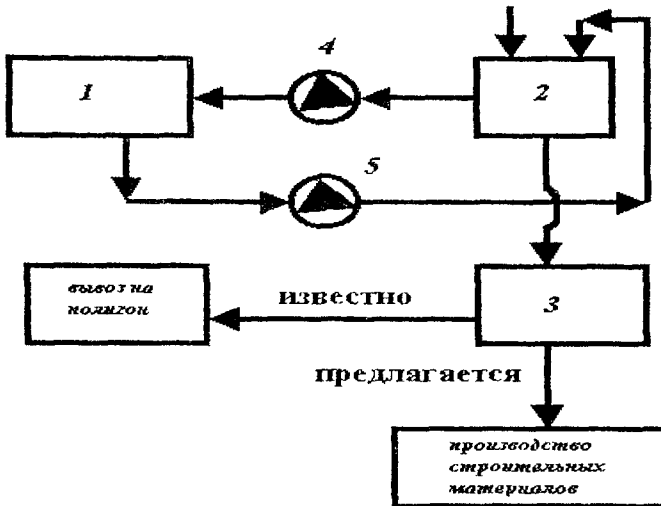 4
1
2
5
вывоз на
полигон
известно
3
предлагается
производство
строительных
материалов